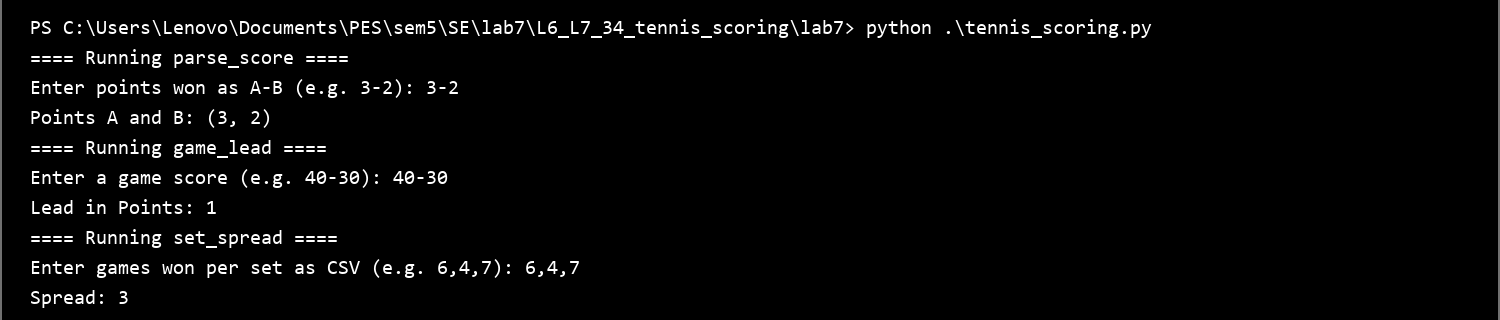 PS C:\Users\Lenovo\Documents\PES\sem5\SE\lab7\L6_L7_34_tennis_scoring\lab7> python .\tennis_scoring.py
==== Running parse_score ====
Enter points won as A-B (e.g. 3-2): 3-2
Points A and B: (3, 2)
==== Running game_lead ====
Enter a game score (e.g. 40-30): 40-30
Lead in Points: 1
==== Running set_spread ====
Enter games won per set as CSV (e.g. 6,4,7): 6,4,7
Spread: 3